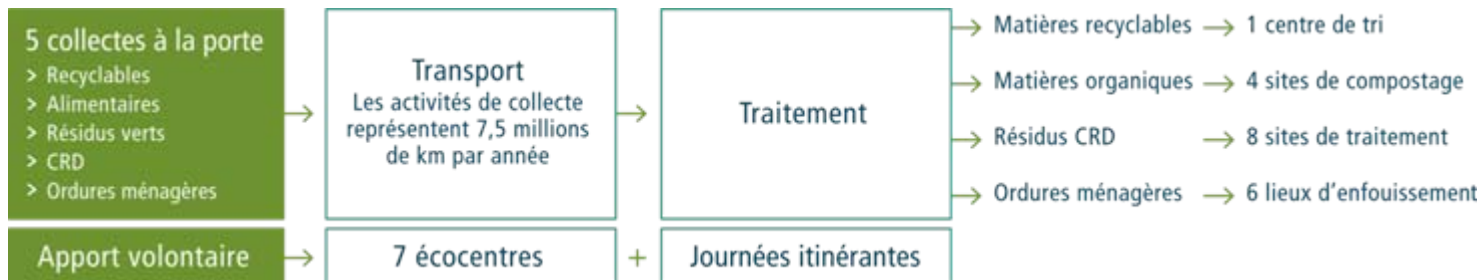 5 collectes à la porte
> Recyclables
> Alimentaires
> Résidus verts
> CRD
> Ordures ménagères
Transport
Les activités de collecte
représentent 7,5 millions
de km par année
Traitement
Matières recyclables → 1 centre de tri
Matières organiques → 4 sites de compostage
Résidus CRD → 8 sites de traitement
Ordures ménagères → 6 lieux d'enfouissement
Apport volontaire → 7 écocentres + Journées itinérantes